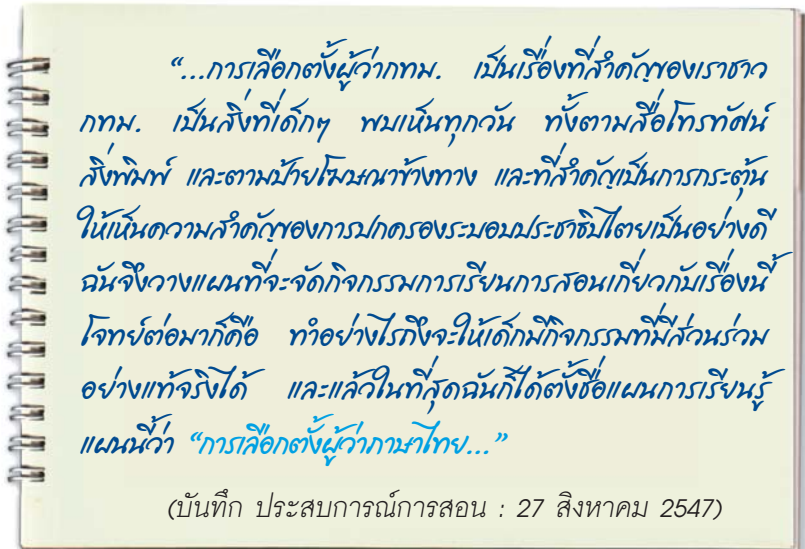 “...การเลือกตั้งผู้ว่ากทม. เป็นเรื่องที่สำคัญของเราชาว
กทม. เป็นสิ่งที่เด็กๆ พบเห็นทุกวัน ทั้งตามสื่อโทรทัศน์
สิ่งพิมพ์ และตามป้ายโฆษณาข้างทาง และที่สำคัญเป็นการกระตุ้น
ให้เห็นความสำคัญของการปกครองระบอบประชาธิปไตยเป็นอย่างดี
ฉันจึงวางแผนที่จะจัดกิจกรรมการเรียนการสอนเกี่ยวกับเรื่องนี้
โจทย์ต่อมาก็คือ ทำอย่างไรถึงจะให้เด็กมีกิจกรรมที่มีส่วนร่วม
อย่างแท้จริงได้ และแล้วในที่สุดฉันก็ได้ตั้งชื่อแผนการเรียนรู้
แผนนี้ว่า “การเลือกตั้งผู้ว่าภาษาไทย...”
(บันทึก ประสบการณ์การสอน : 27 สิงหาคม 2547)